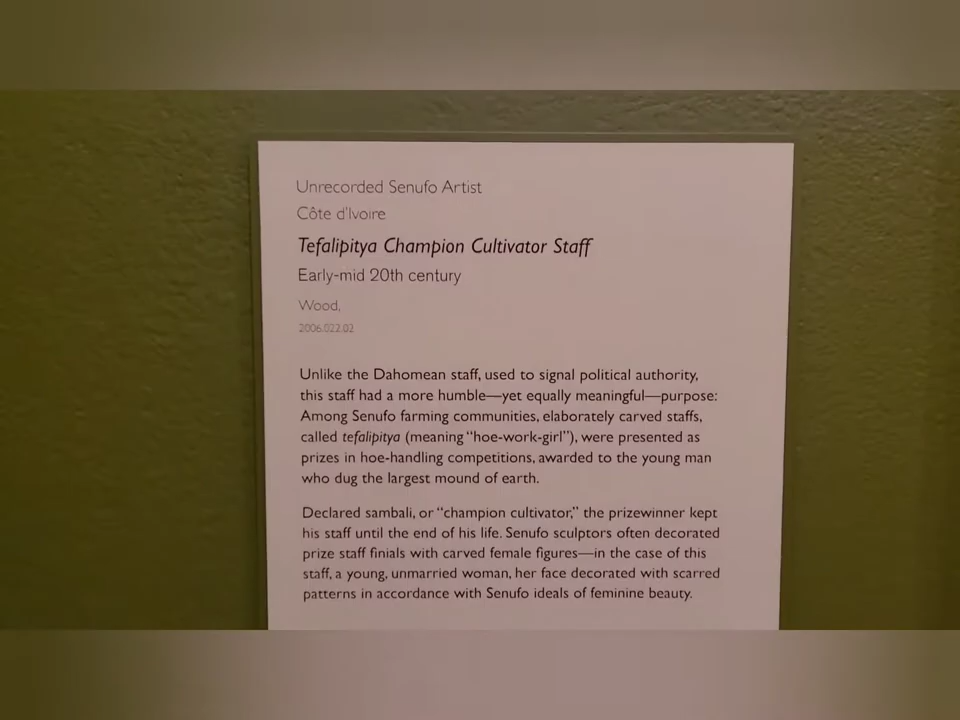 Unrecorded Senufo Artist
Côte d'Ivoire
Tefalipitya Champion Cultivator Staff
Early-mid 20th century
Wood,
2006.022.02
Unlike the Dahomean staff, used to signal political authority,
this staff had a more humble—yet equally meaningful—purpose:
Among Senufo farming communities, elaborately carved staffs,
called tefalipitya (meaning "hoe-work-girl"), were presented as
prizes in hoe-handling competitions, awarded to the young man
who dug the largest mound of earth.
Declared sambali, or "champion cultivator," the prizewinner kept
his staff until the end of his life. Senufo sculptors often decorated
prize staff finials with carved female figures—in the case of this
staff, a young, unmarried woman, her face decorated with scarred
patterns in accordance with Senufo ideals of feminine beauty.